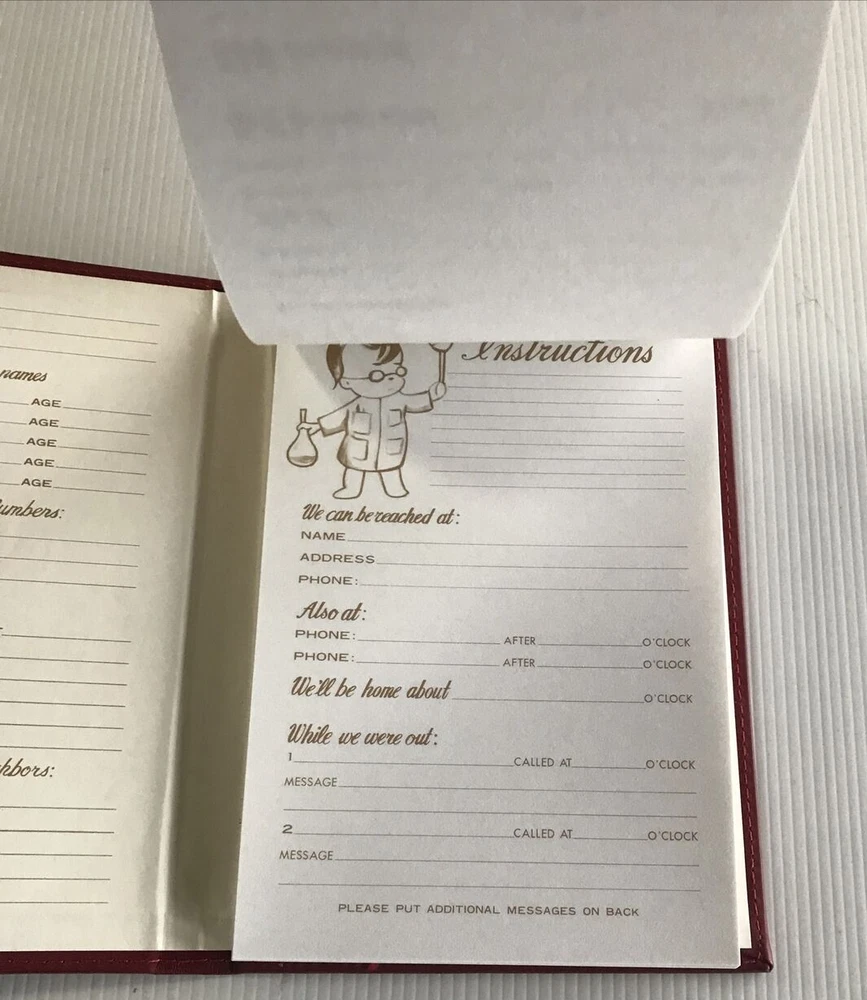 names
AGE
AGE
AGE
AGE
AGE
Instructions
We can be reached at:
NAME
ADDRESS
PHONE:
Also at:
PHONE: AFTER O'CLOCK
PHONE: AFTER O'CLOCK
We'll be home about O'CLOCK
While we were out:
1 CALLED AT O'CLOCK
MESSAGE
2 CALLED AT O'CLOCK
MESSAGE
PLEASE PUT ADDITIONAL MESSAGES ON BACK